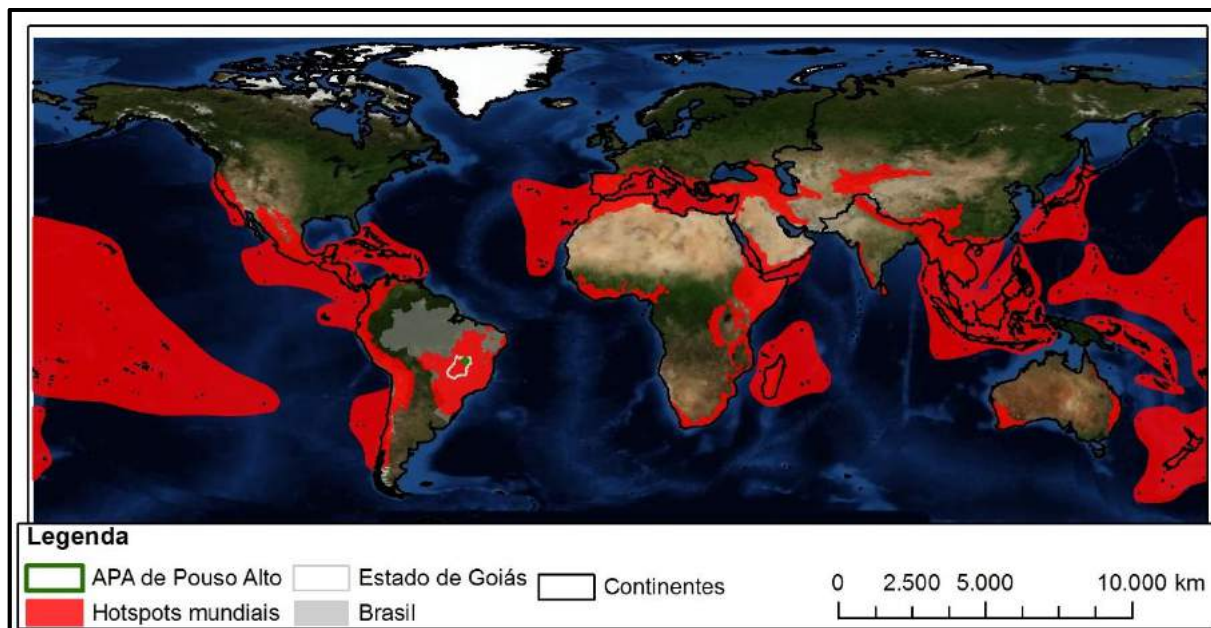 Legenda
APA de Pouso Alto
Estado de Goiás
Continentes
Hotspots mundiais
Brasil
0 2.500 5.000 10.000 km